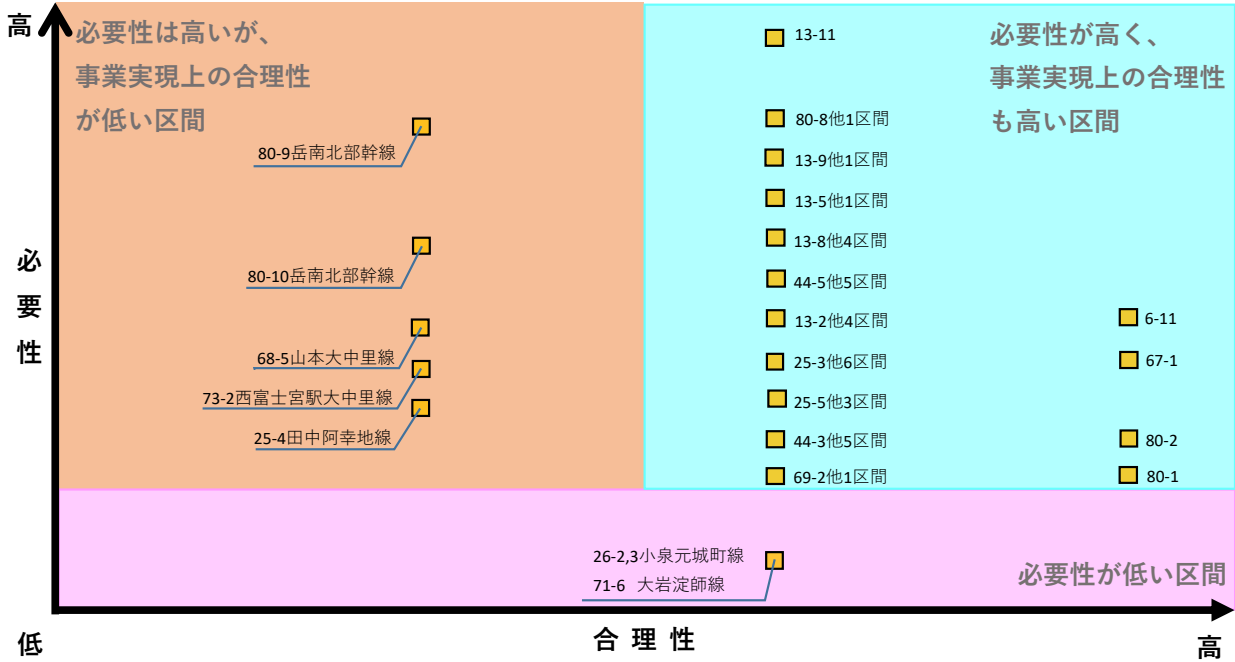 高
必要性は高いが、
事業実現上の合理性
が低い区間
必要性が高く、
事業実現上の合理性
も高い区間
13-11
80-8他1区間
80-9岳南北部幹線
13-9他1区間
13-5他1区間
13-8他4区間
80-10岳南北部幹線
44-5他5区間
必要性
13-2他4区間
6-11
68-5山本大中里線
25-3他6区間
67-1
73-2西富士宮駅大中里線
25-5他3区間
25-4田中阿幸地線
44-3他5区間
80-2
69-2他1区間
80-1
26-2,3小泉元城町線
71-6 大岩淀師線
必要性が低い区間
低
合理性
高